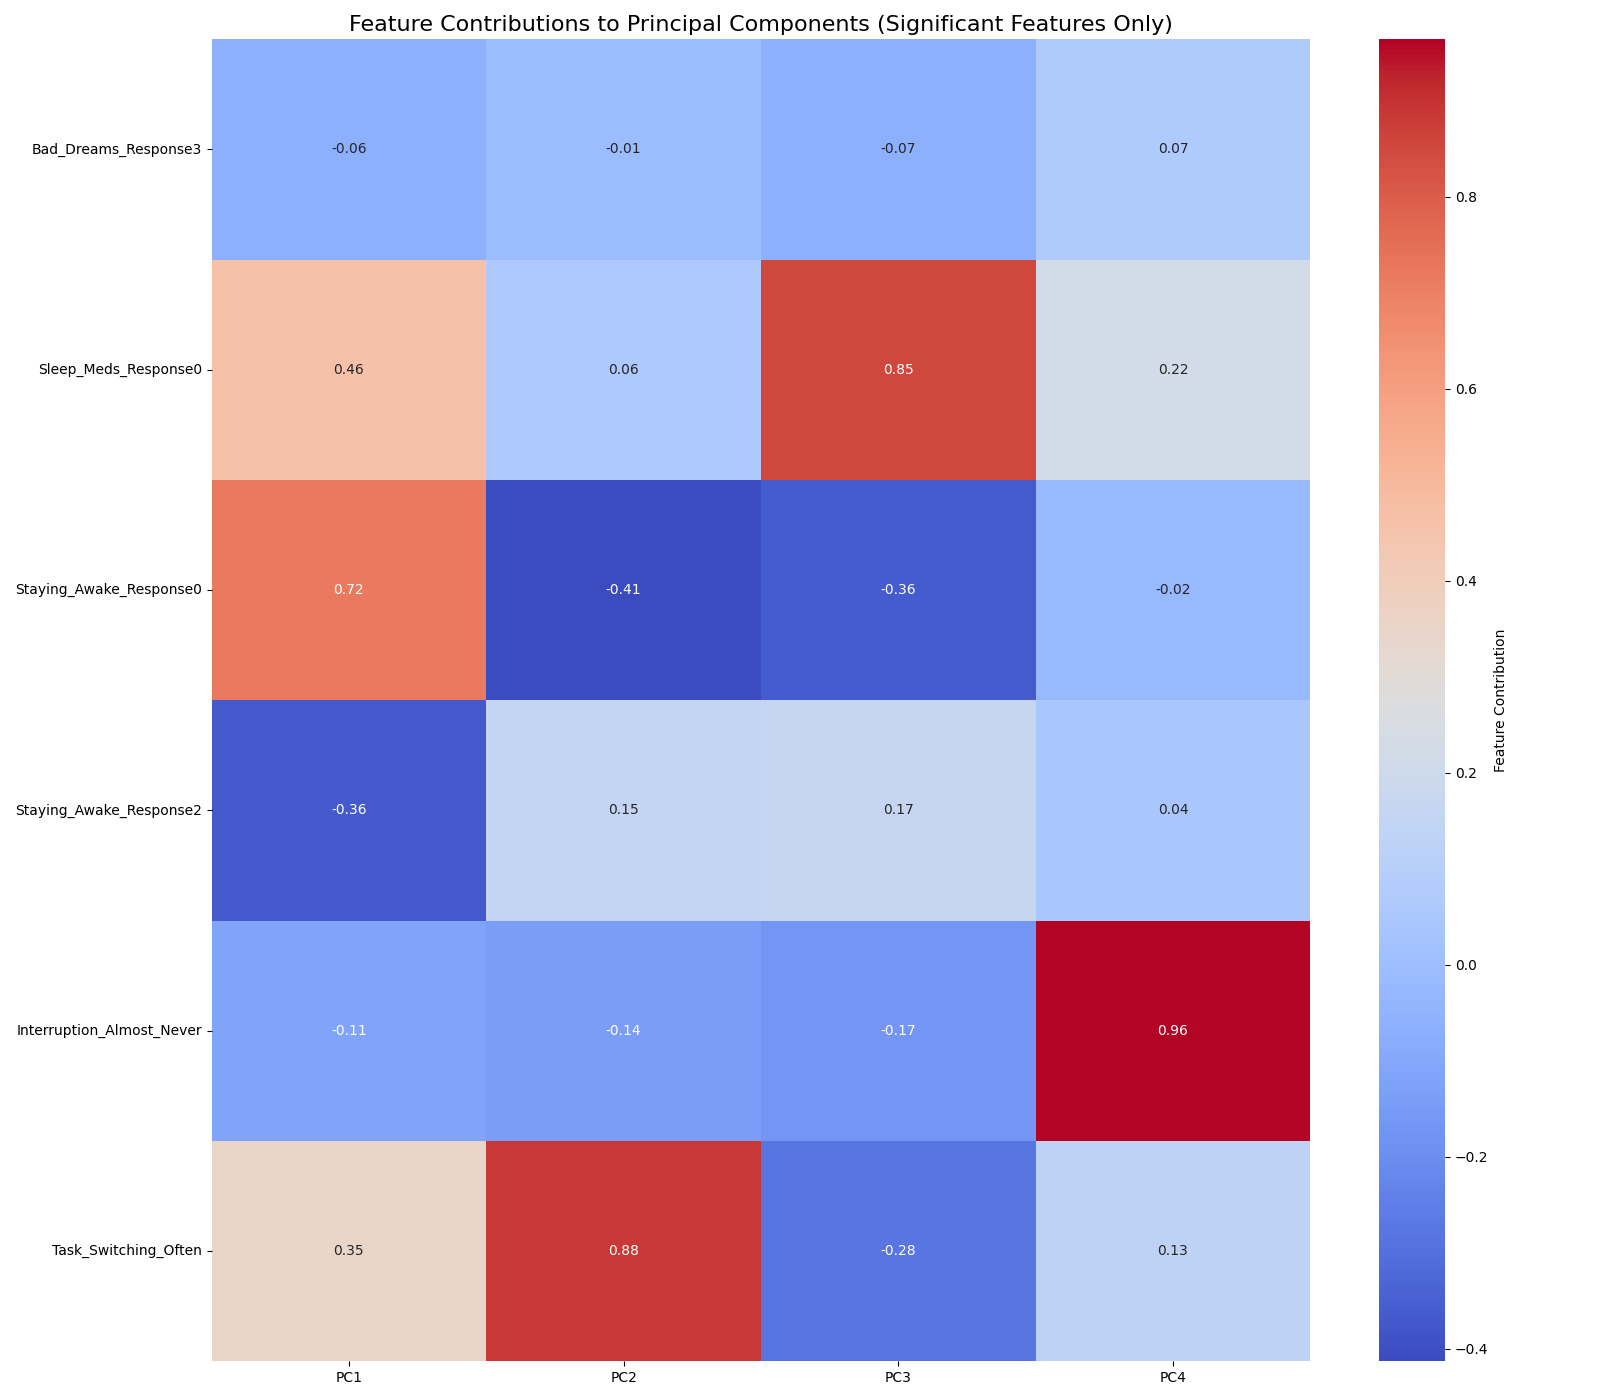 Feature Contributions to Principal Components (Significant Features Only)
Bad_Dreams_Response3 -0.06 -0.01 -0.07 0.07
Sleep_Meds_Response0 0.46 0.06 0.85 0.22
Staying_Awake_Response0 0.72 -0.41 -0.36 -0.02
Staying_Awake_Response2 -0.36 0.15 0.17 0.04
Interruption_Almost_Never -0.11 -0.14 -0.17 0.96
Task_Switching_Often 0.35 0.88 -0.28 0.13
PC1 PC2 PC3 PC4
0.8
0.6
0.4
0.2
0.0
−0.2
−0.4
Feature Contribution